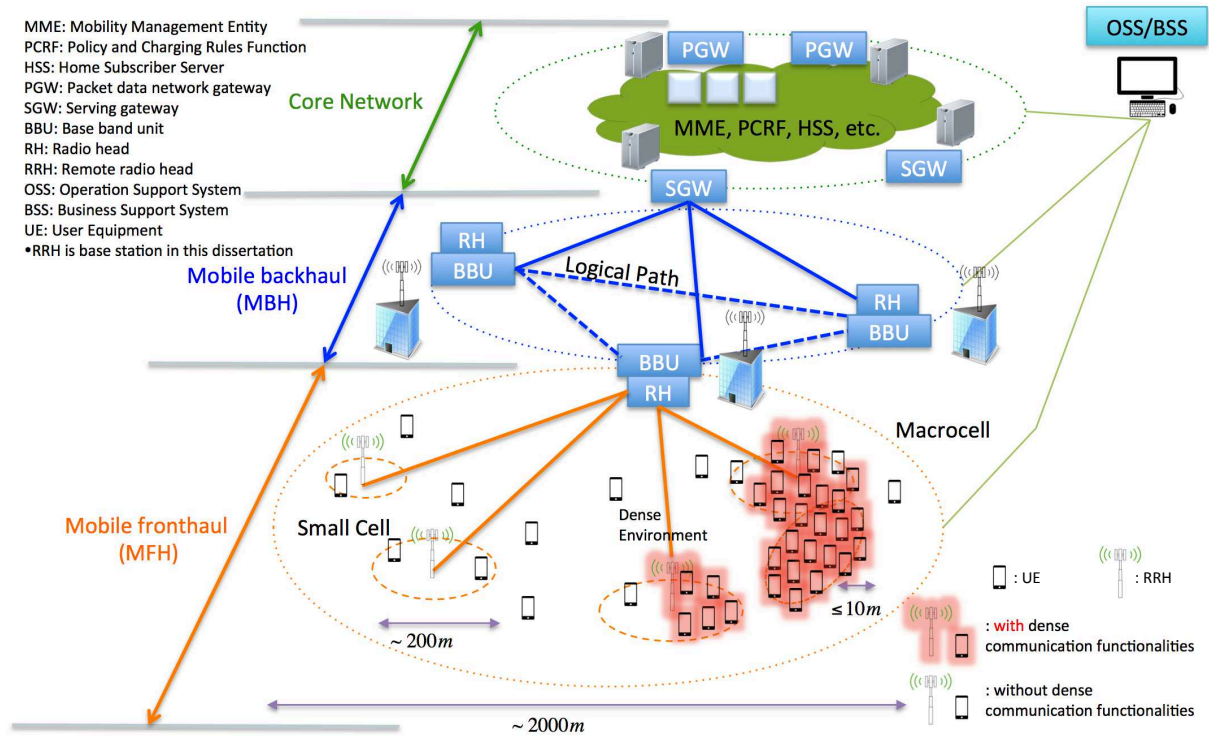 MME: Mobility Management Entity
PCRF: Policy and Charging Rules Function
HSS: Home Subscriber Server
PGW: Packet data network gateway
SGW: Serving gateway
BBU: Base band unit
RH: Radio head
RRH: Remote radio head
OSS: Operation Support System
BSS: Business Support System
UE: User Equipment
•RRH is base station in this dissertation
Core Network
PGW
PGW
MME, PCRF, HSS, etc.
SGW
SGW
OSS/BSS
Mobile backhaul
(MBH)
RH
BBU
Logical Path
RH
BBU
BBU
RH
Mobile fronthaul
(MFH)
Macrocell
Small Cell
Dense
Environment
≤10m
~ 200m
~ 2000m
: UE
: RRH
: with dense
communication functionalities
: without dense
communication functionalities